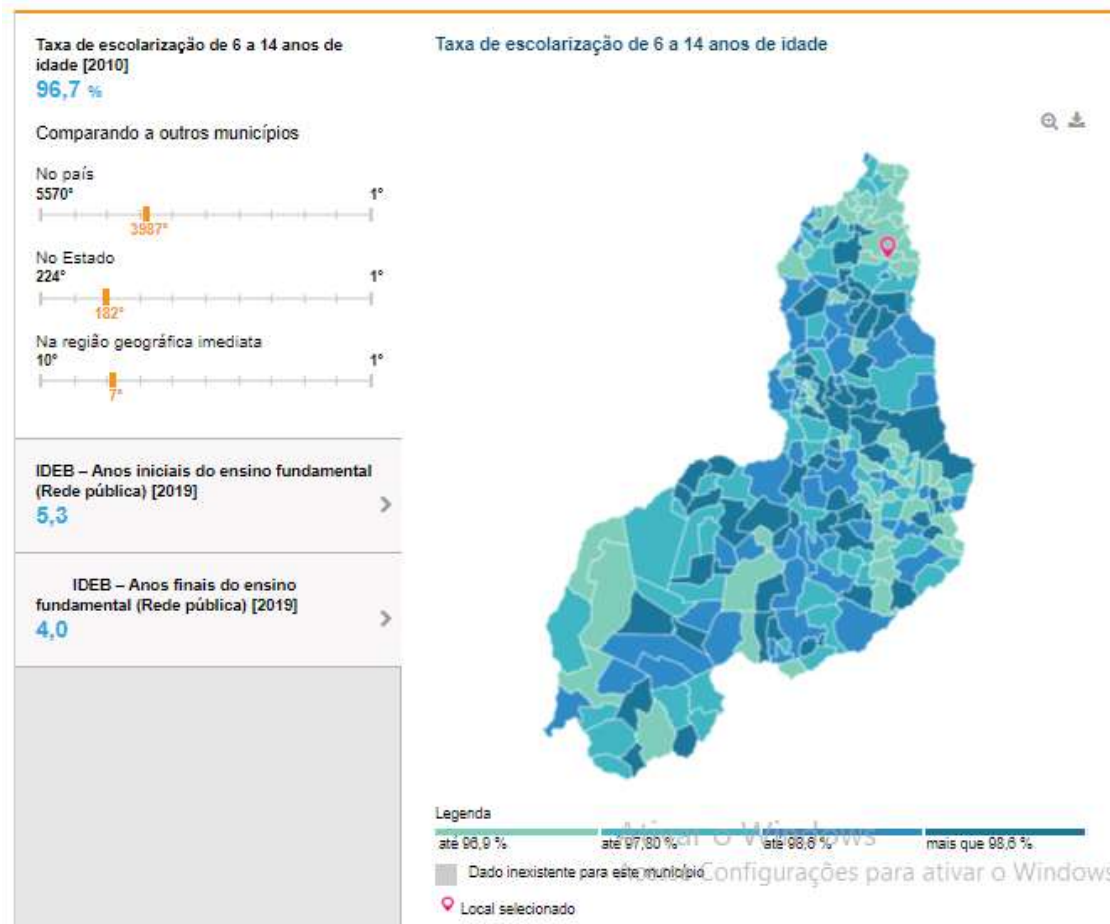 Taxa de escolarização de 6 a 14 anos de
idade [2010]
96,7 %
Comparando a outros municípios
No país
5570° 1°
3987°
No Estado
224° 1°
182°
Na região geográfica imediata
10° 1°
7°
IDEB – Anos iniciais do ensino fundamental
(Rede pública) [2019]
5,3
IDEB – Anos finais do ensino
fundamental (Rede pública) [2019]
4,0
Taxa de escolarização de 6 a 14 anos de idade
Legenda
até 96,9 % até 97,80 % até 98,6 % mais que 98,6 %
Ativar o Windows
Dado inexistente para este município
Acesse Configurações para ativar o Windows
Local selecionado